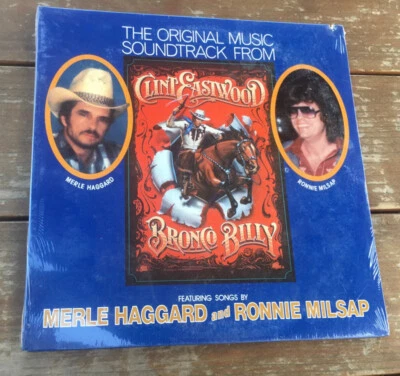 THE ORIGINAL MUSIC
SOUNDTRACK FROM
CLINT EASTWOOD
MERLE HAGGARD
RONNIE MILSAP
BRONCO BILLY
FEATURING SONGS BY
MERLE HAGGARD and RONNIE MILSAP